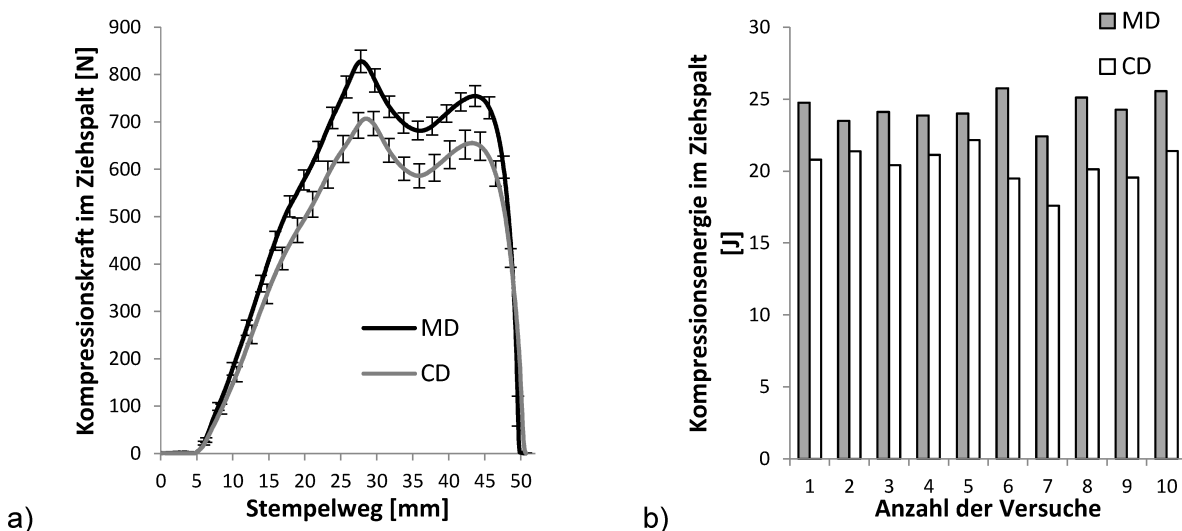 Kompressionskraft im Ziehspalt [N]
900
800
700
600
500
400
300
200
100
0
0 5 10 15 20 25 30 35 40 45 50
Stempelweg [mm]
MD
CD
a)
Kompressionsenergie im Ziehspalt
[J]
30
25
20
15
10
5
0
1 2 3 4 5 6 7 8 9 10
Anzahl der Versuche
MD
CD
b)